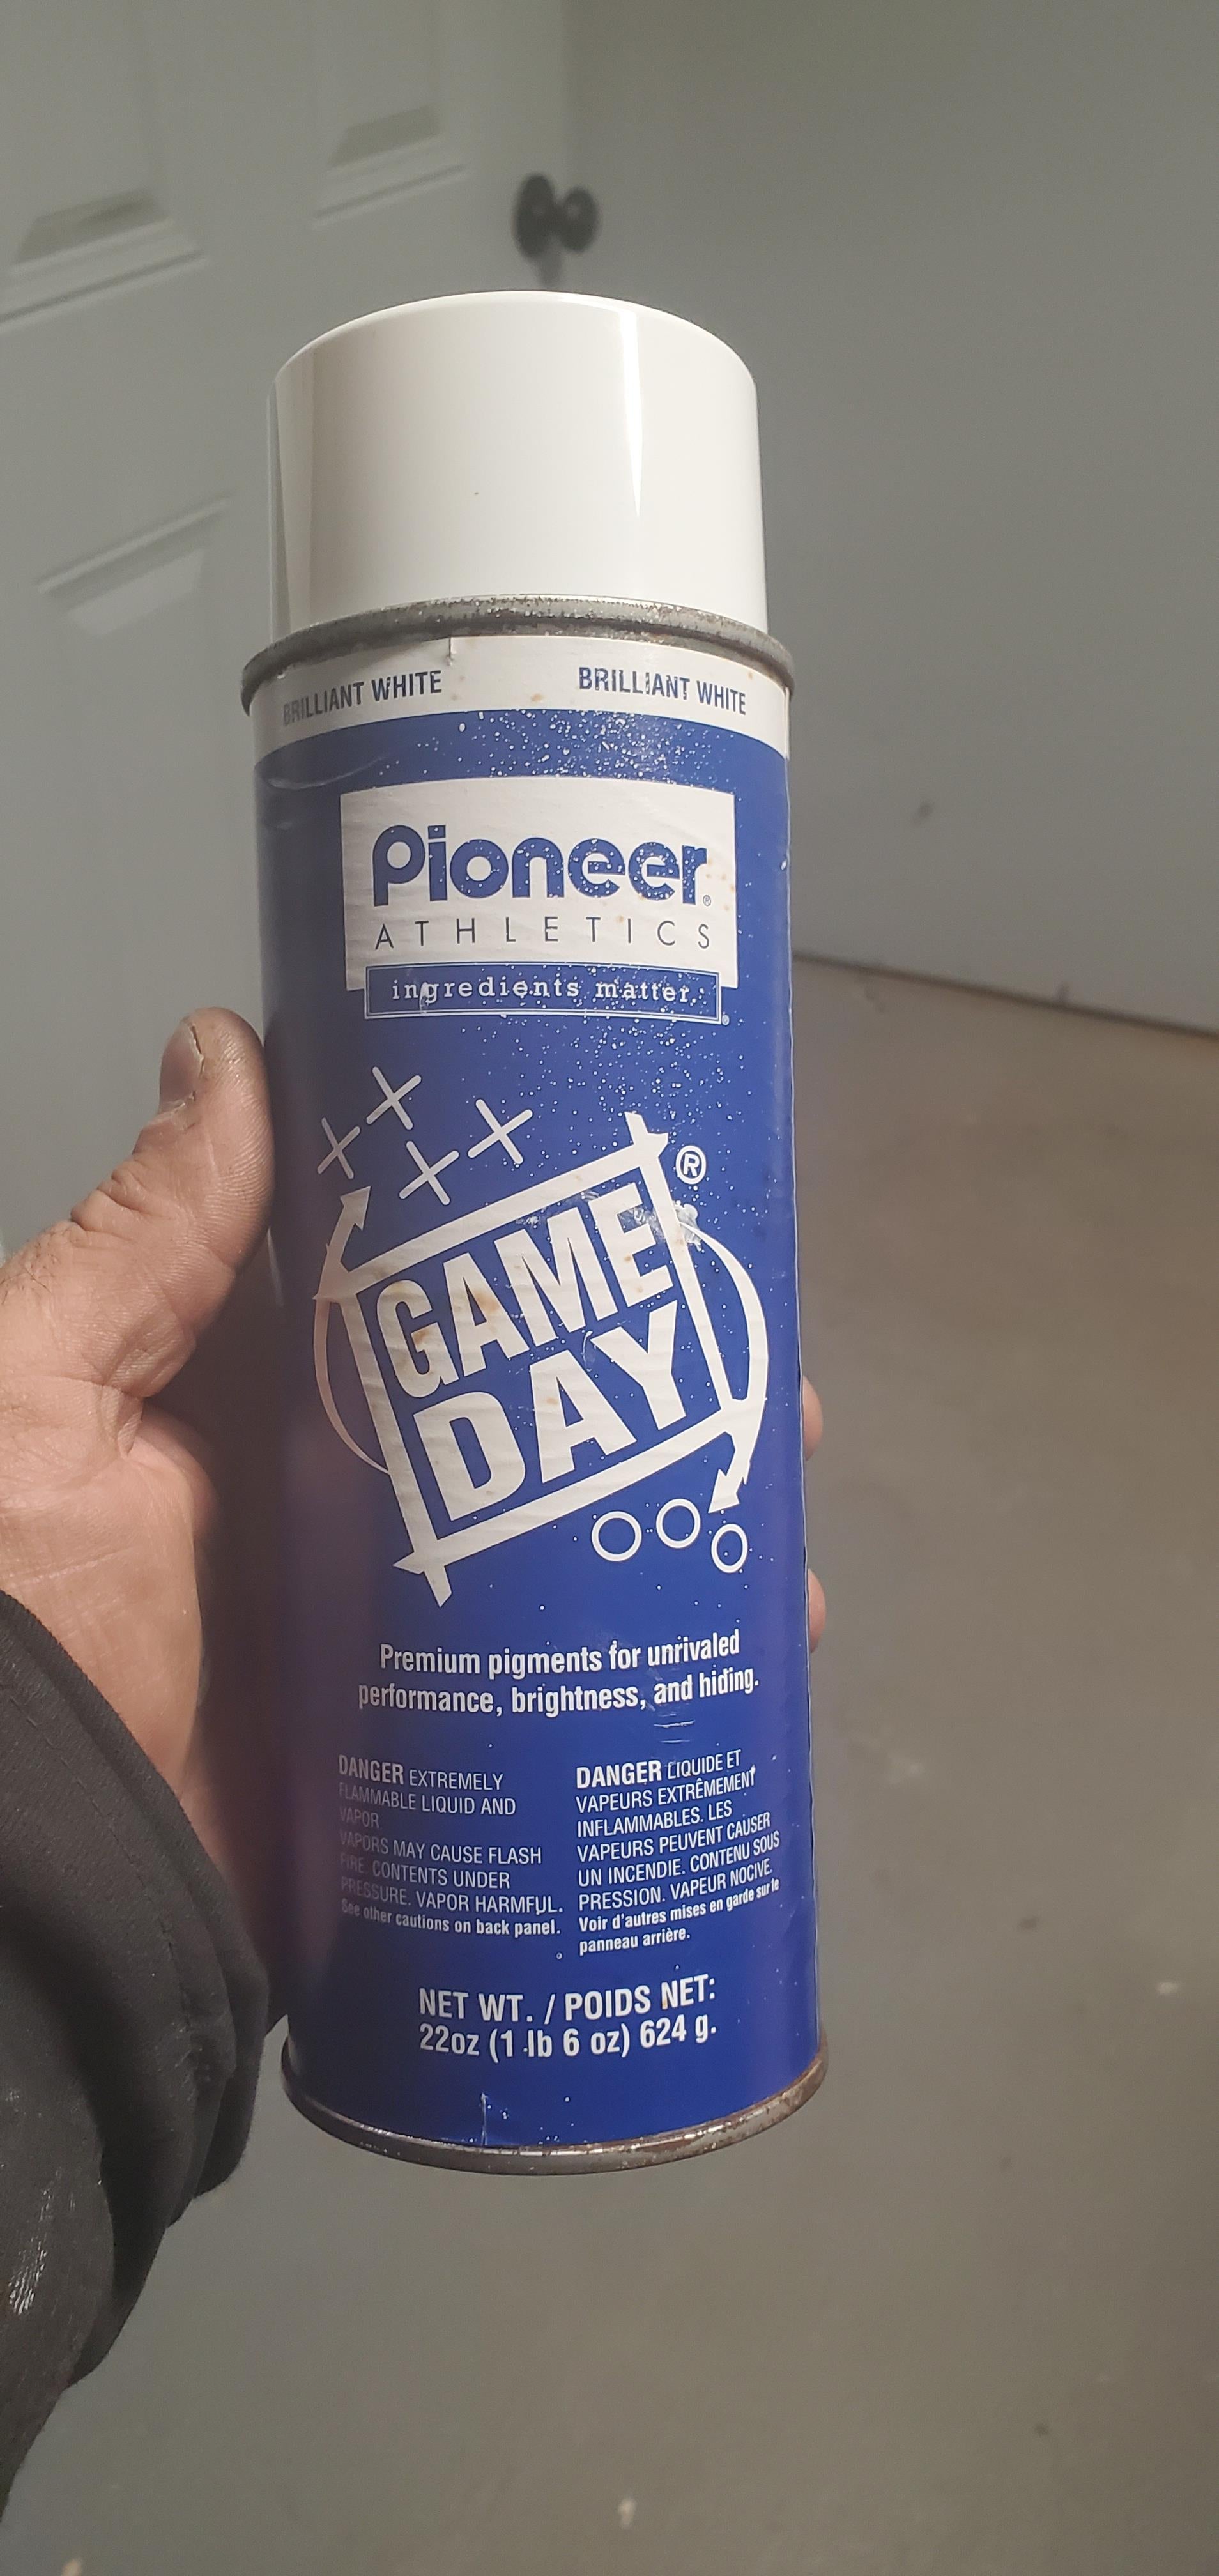 BRILLIANT WHITE BRILLIANT WHITE
Pioneer®
ATHLETICS
ingredients matter.®
GAME ®
DAY
Premium pigments for unrivaled
performance, brightness, and hiding.
DANGER EXTREMELY
FLAMMABLE LIQUID AND
VAPOR
VAPORS MAY CAUSE FLASH
FIRE. CONTENTS UNDER
PRESSURE. VAPOR HARMFUL.
See other cautions on back panel.
DANGER LIQUIDE ET
VAPEURS EXTRÊMEMENT
INFLAMMABLES. LES
VAPEURS PEUVENT CAUSER
UN INCENDIE. CONTENU SOUS
PRESSION. VAPEUR NOCIVE.
Voir d'autres mises en garde sur le
panneau arrière.
NET WT. / POIDS NET:
22oz (1 lb 6 oz) 624 g.